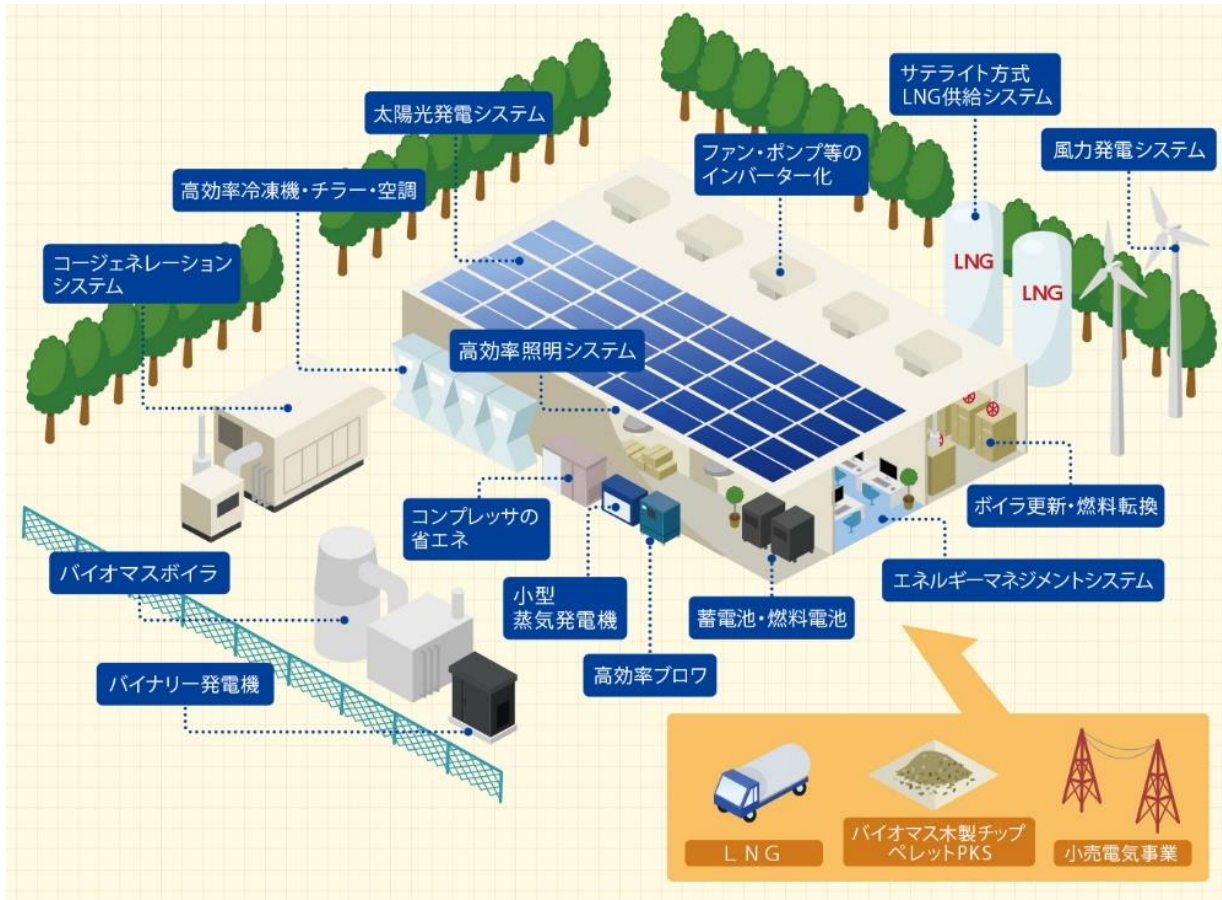 サテライト方式
LNG供給システム
太陽光発電システム
ファン・ポンプ等の
インバーター化
風力発電システム
高効率冷凍機・チラー・空調
コージェネレーション
システム
LNG
LNG
高効率照明システム
コンプレッサの
省エネ
ボイラ更新・燃料転換
バイオマスボイラ
エネルギーマネジメントシステム
小型
蒸気発電機
蓄電池・燃料電池
高効率ブロワ
バイナリー発電機
LNG
バイオマス木製チップ
ペレットPKS
小売電気事業